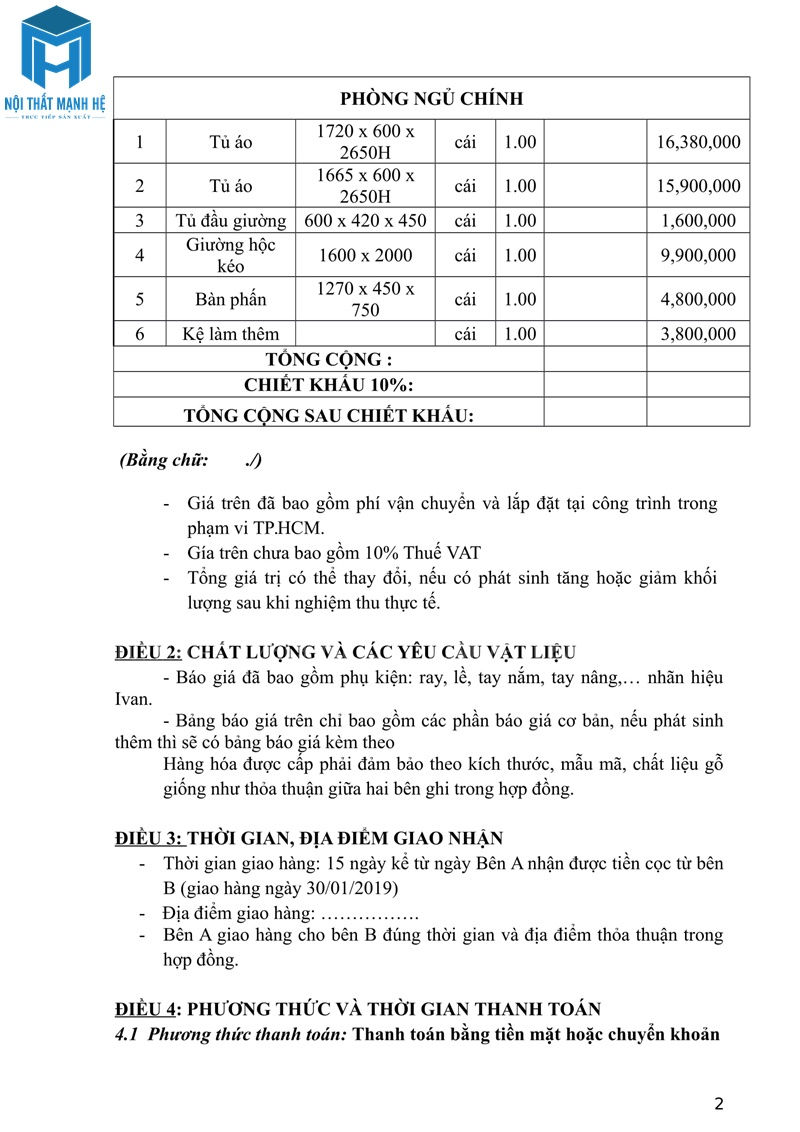 NỘI THẤT MẠNH HỆ
TRỰC TIẾP SẢN XUẤT
PHÒNG NGỦ CHÍNH
1 Tủ áo 1720 x 600 x 2650H cái 1.00 16,380,000
2 Tủ áo 1665 x 600 x 2650H cái 1.00 15,900,000
3 Tủ đầu giường 600 x 420 x 450 cái 1.00 1,600,000
4 Giường hộc kéo 1600 x 2000 cái 1.00 9,900,000
5 Bàn phấn 1270 x 450 x 750 cái 1.00 4,800,000
6 Kệ làm thêm cái 1.00 3,800,000
TỔNG CỘNG :
CHIẾT KHẤU 10%:
TỔNG CỘNG SAU CHIẾT KHẤU:
(Bằng chữ: ./)
- Giá trên đã bao gồm phí vận chuyển và lắp đặt tại công trình trong
phạm vi TP.HCM.
- Gía trên chưa bao gồm 10% Thuế VAT
- Tổng giá trị có thể thay đổi, nếu có phát sinh tăng hoặc giảm khối
lượng sau khi nghiệm thu thực tế.
ĐIỀU 2: CHẤT LƯỢNG VÀ CÁC YÊU CẦU VẬT LIỆU
- Báo giá đã bao gồm phụ kiện: ray, lề, tay nắm, tay nâng,… nhãn hiệu
Ivan.
- Bảng báo giá trên chỉ bao gồm các phần báo giá cơ bản, nếu phát sinh
thêm thì sẽ có bảng báo giá kèm theo
Hàng hóa được cấp phải đảm bảo theo kích thước, mẫu mã, chất liệu gỗ
giống như thỏa thuận giữa hai bên ghi trong hợp đồng.
ĐIỀU 3: THỜI GIAN, ĐỊA ĐIỂM GIAO NHẬN
- Thời gian giao hàng: 15 ngày kể từ ngày Bên A nhận được tiền cọc từ bên
B (giao hàng ngày 30/01/2019)
- Địa điểm giao hàng: …………….
- Bên A giao hàng cho bên B đúng thời gian và địa điểm thỏa thuận trong
hợp đồng.
ĐIỀU 4: PHƯƠNG THỨC VÀ THỜI GIAN THANH TOÁN
4.1 Phương thức thanh toán: Thanh toán bằng tiền mặt hoặc chuyển khoản
2